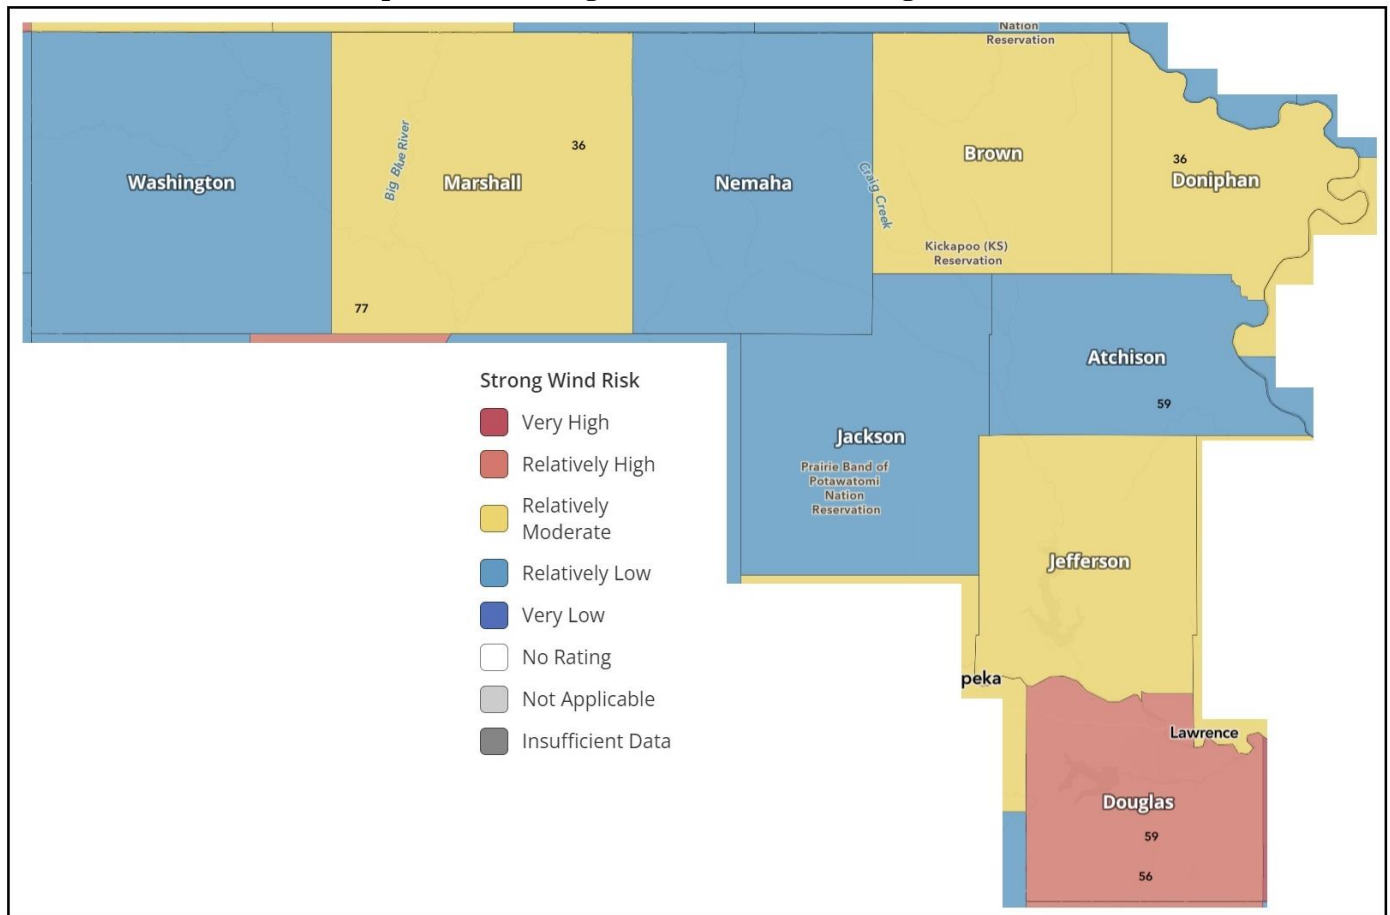 Nation
Reservation
36
Big Blue River
Washington
Marshall
Nemaha
Craig Creek
Brown
36
Doniphan
Kickapoo (KS)
Reservation
77
Atchison
59
Jackson
Prairie Band of
Potawatomi
Nation
Reservation
Jefferson
peka
Lawrence
Douglas
59
56
Strong Wind Risk
Very High
Relatively High
Relatively
Moderate
Relatively Low
Very Low
No Rating
Not Applicable
Insufficient Data